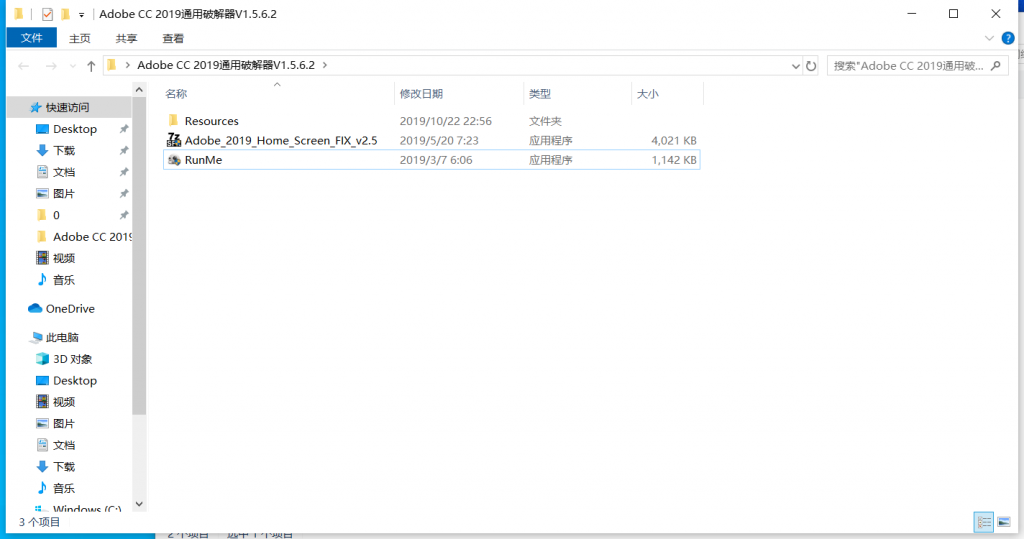 Adobe CC 2019通用破解器V1.5.6.2
文件 主页 共享 查看
Adobe CC 2019通用破解器V1.5.6.2
搜索"Adobe CC 2019通用破...
名称 修改日期 类型 大小
快速访问
Desktop
下载
文档
图片
0
Adobe CC 2019
视频
音乐
OneDrive
此电脑
3D 对象
Desktop
视频
图片
文档
下载
音乐
Windows (C:)
Resources 2019/10/22 22:56 文件夹
Adobe_2019_Home_Screen_FIX_v2.5 2019/5/20 7:23 应用程序 4,021 KB
RunMe 2019/3/7 6:06 应用程序 1,142 KB
3 个项目
2 个项目 选中 1 个项目